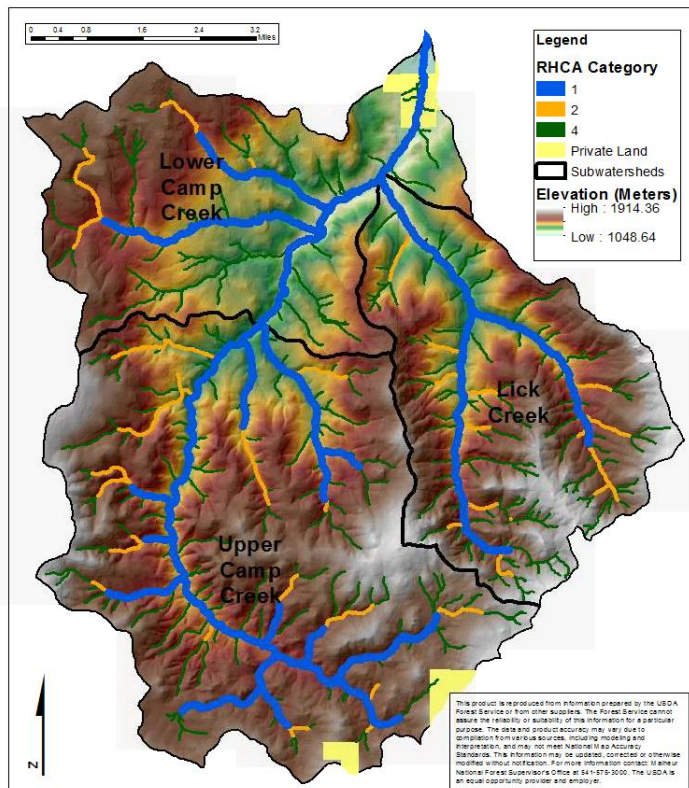 0 0.8 1.6 2.4 3.2
Miles
Legend
RHCA Category
1
2
4
Private Land
Subwatersheds
Elevation (Meters)
High : 1914.36
Low : 1048.64
Lower
Camp
Creek
Lick
Creek
Upper
Camp
Creek
N
This product is reproduced from information prepared by the USDA
Forest Service or from other suppliers. The Forest Service cannot
assure the reliability or suitability of this information for a particular
purpose. The data and product accuracy may vary due to
compilation from various sources, including modeling and
interpretation, and may not meet National Map Accuracy
Standards. This information may be updated, corrected or otherwise
modified without notification. For more information contact: Malheur
National Forest Supervisor's Office at 541-575-3000. The USDA is
an equal opportunity provider and employer.